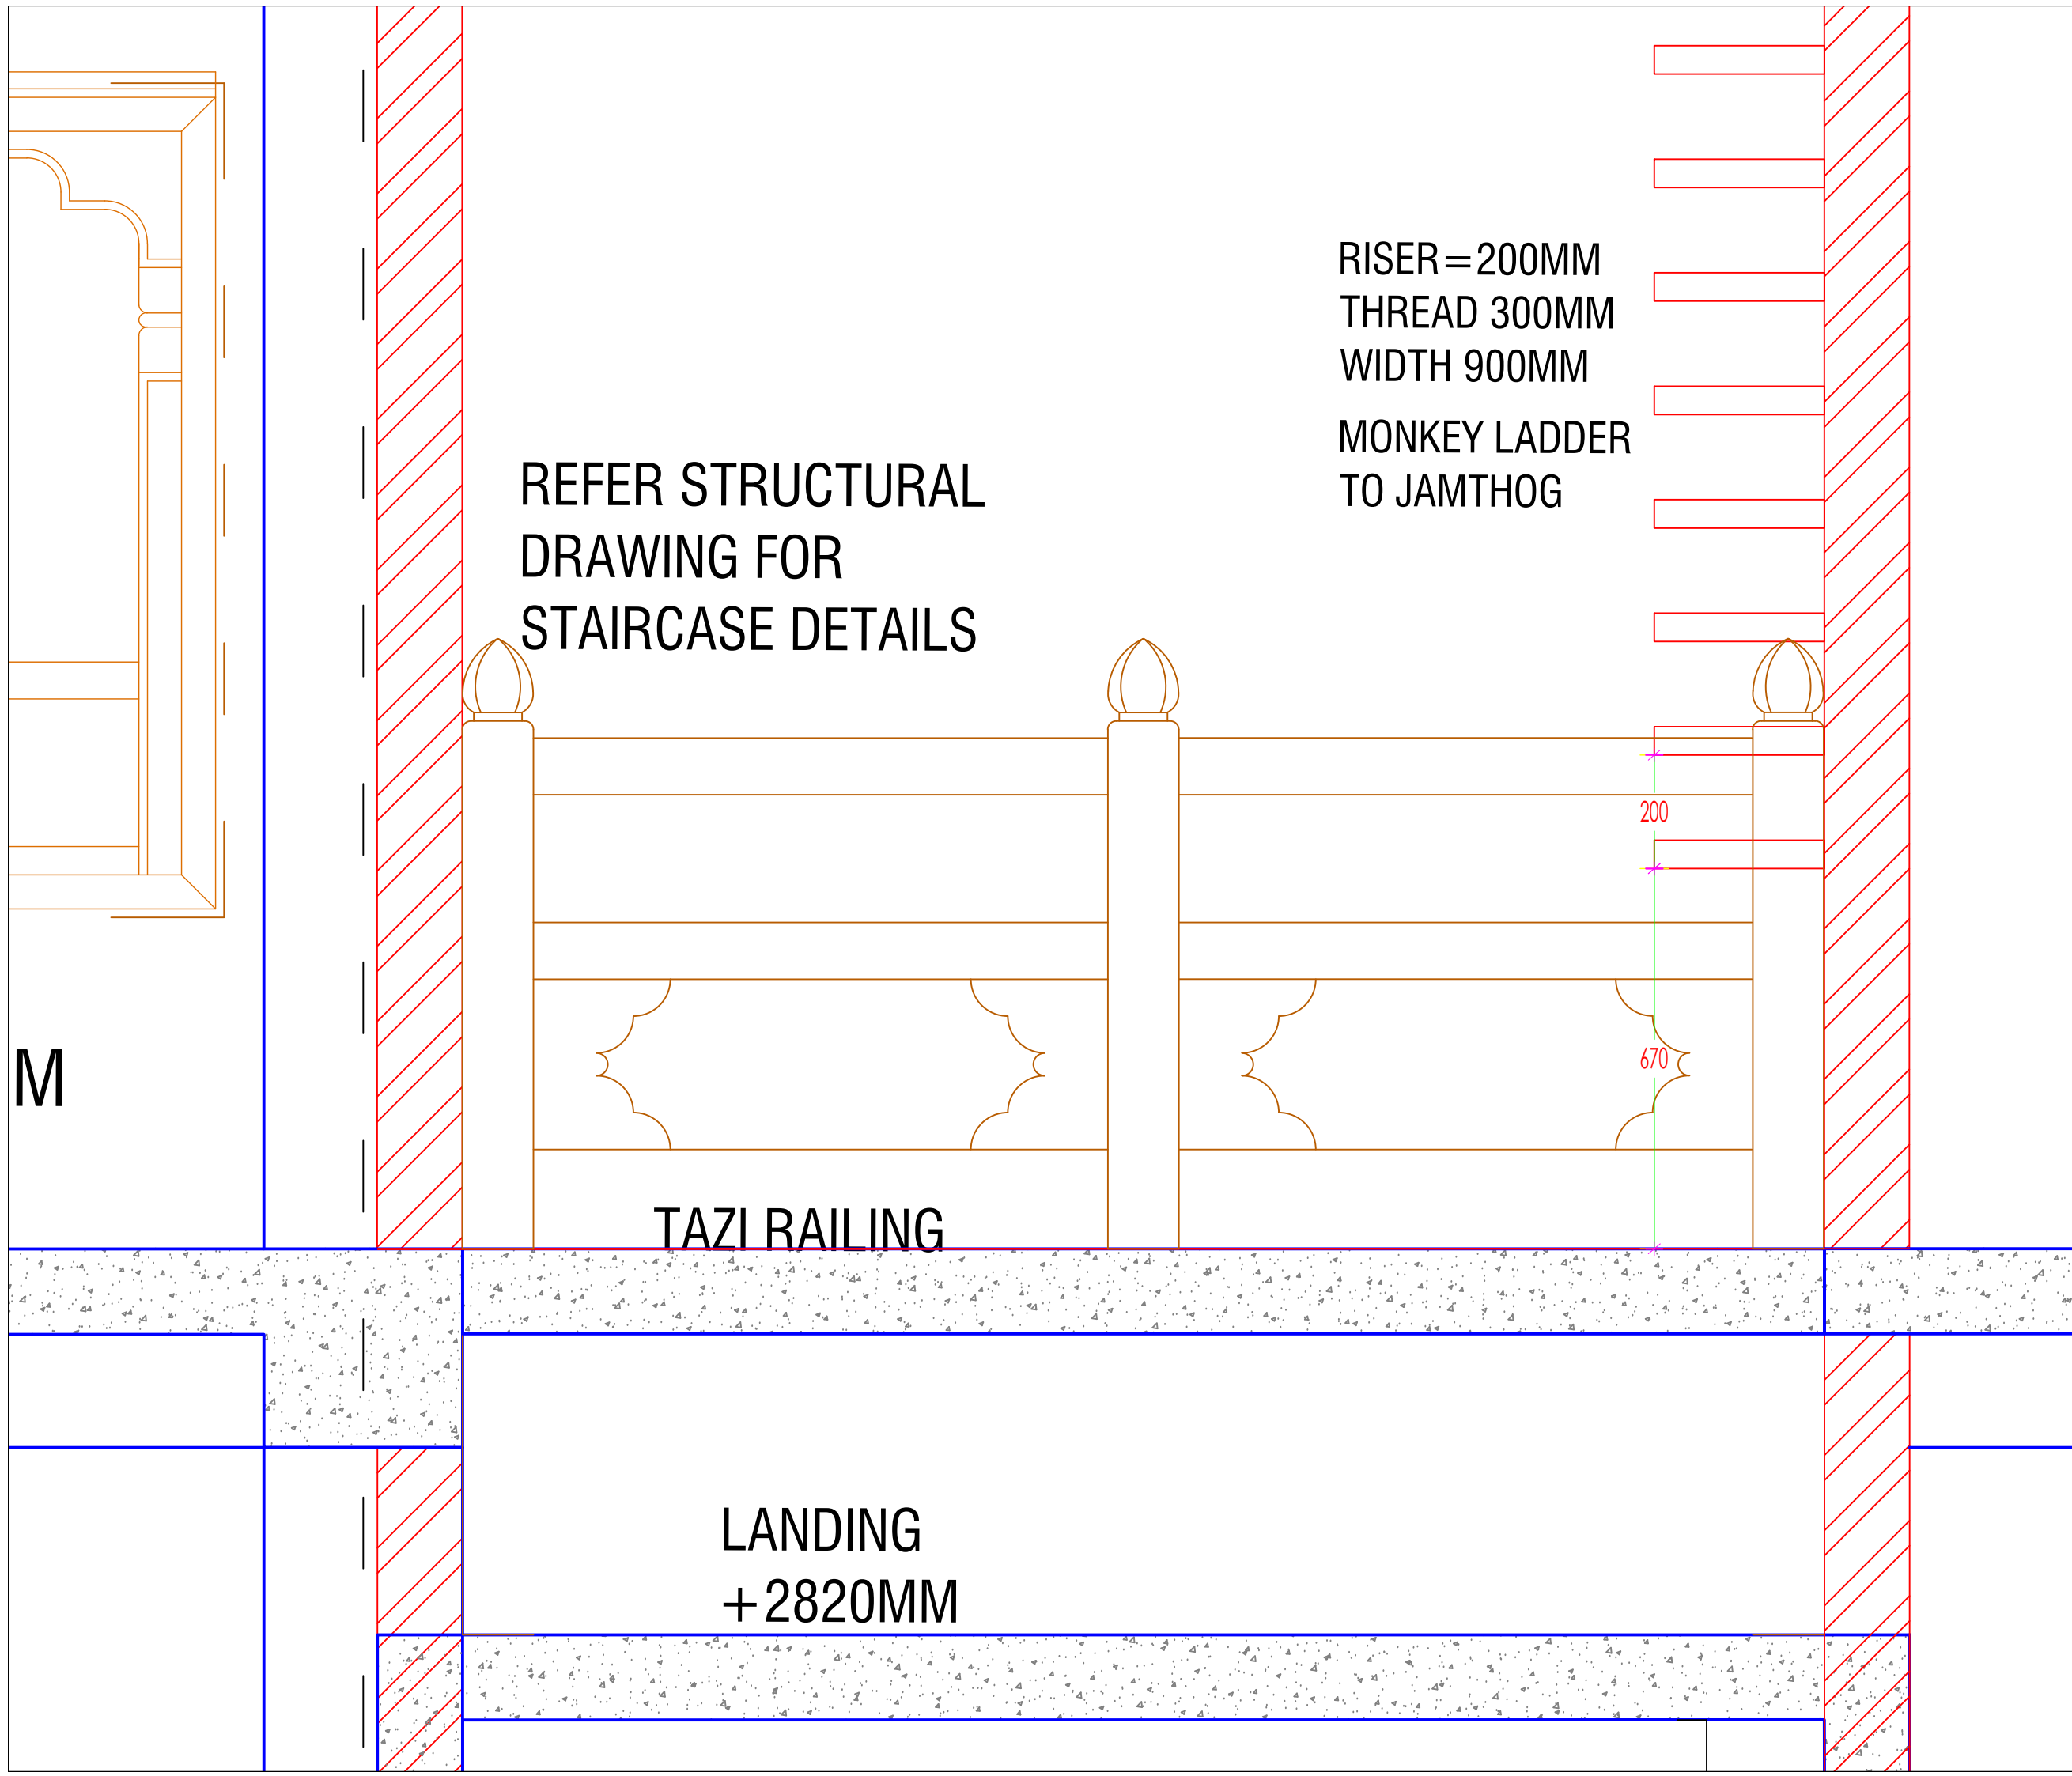 RISER=200MM
THREAD 300MM
WIDTH 900MM
MONKEY LADDER
TO JAMTHOG
REFER STRUCTURAL
DRAWING FOR
STAIRCASE DETAILS
200
670
M
TAZI RAILING
LANDING
+2820MM